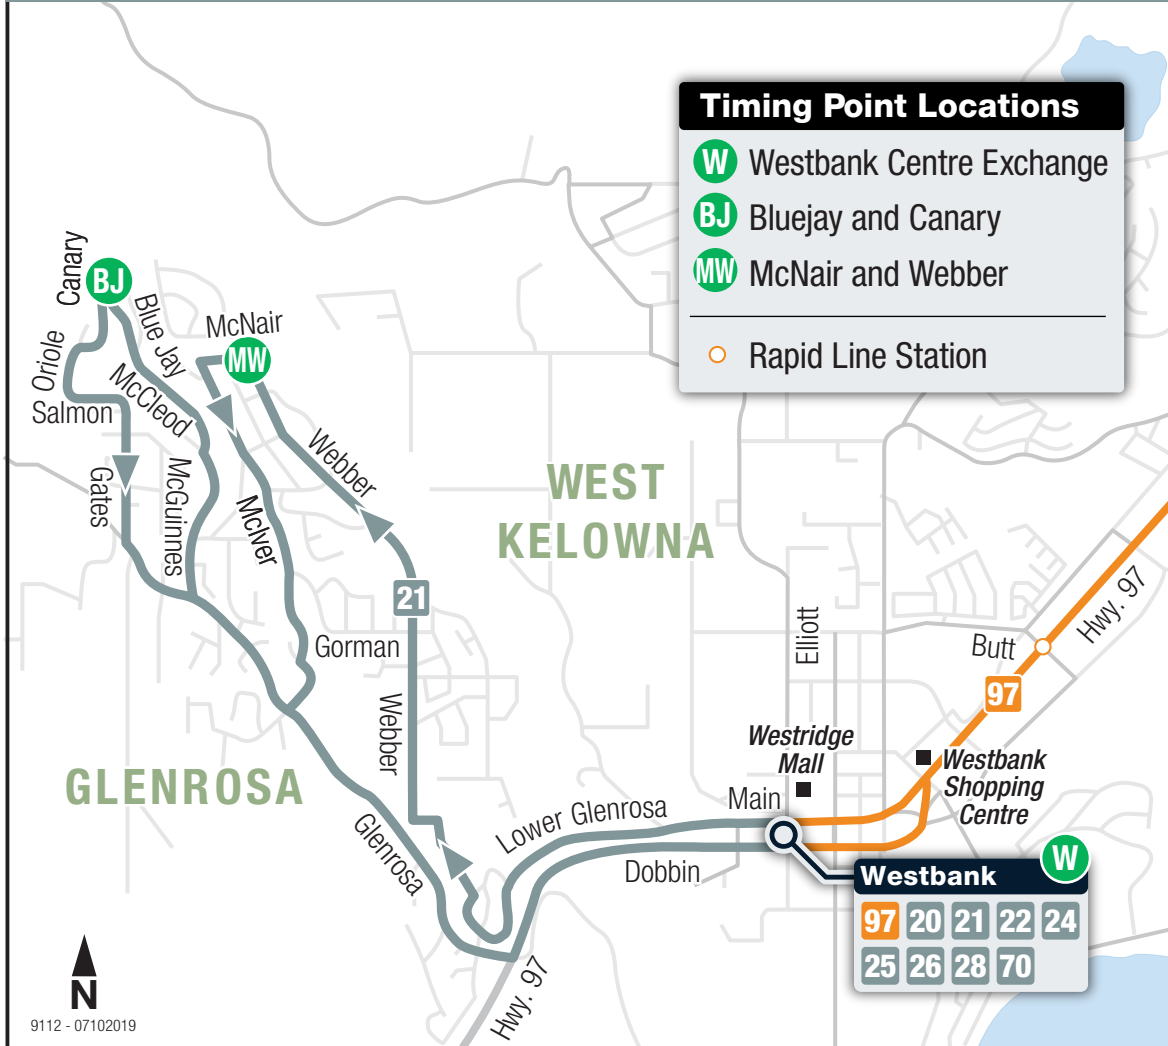 Timing Point Locations
W Westbank Centre Exchange
BJ Bluejay and Canary
MW McNair and Webber
Rapid Line Station
Canary
BJ
Blue Jay
McNair
MW
Oriole
McCleod
Salmon
Webber
Gates
McGuinnes
McIver
WEST
KELOWNA
21
Hwy. 97
Elliott
Gorman
Butt
97
Webber
Westridge
Mall
Westbank
Shopping
Centre
GLENROSA
Main
Lower Glenrosa
Glenrosa
Dobbin
W
Westbank
97 20 21 22 24
25 26 28 70
Hwy. 97
N
9112 - 07102019